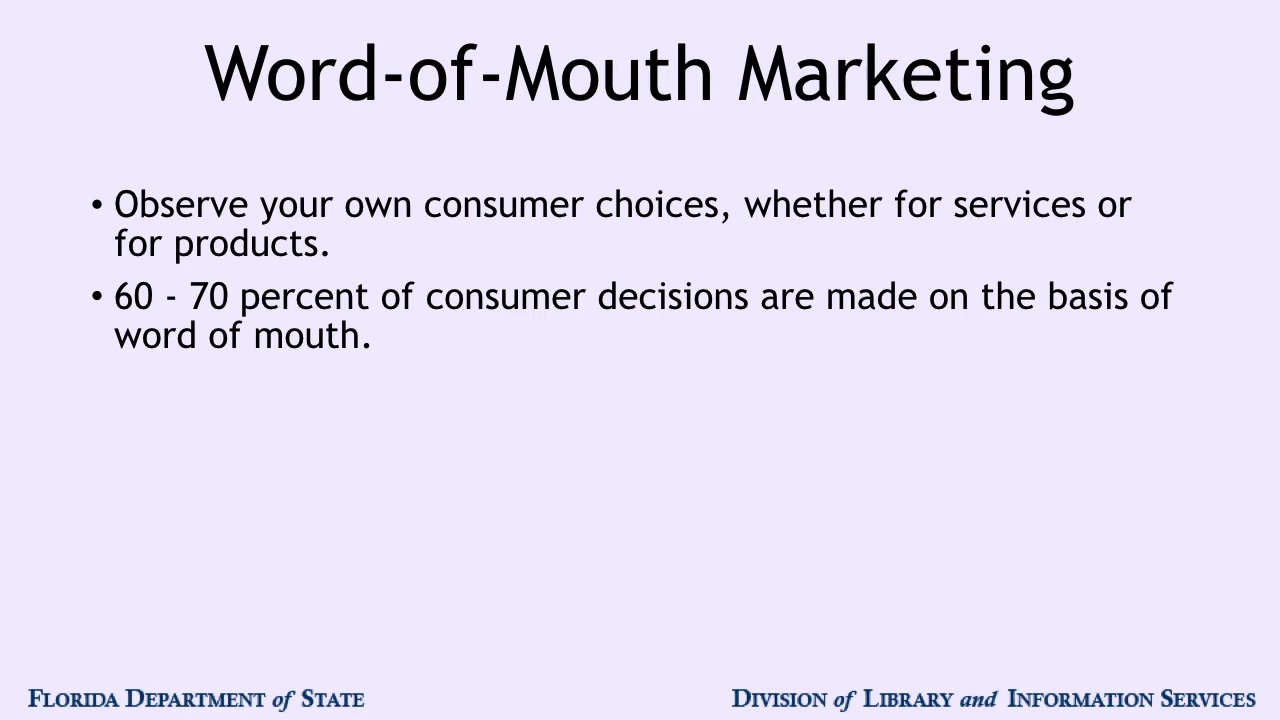 Word-of-Mouth Marketing
• Observe your own consumer choices, whether for services or
for products.
• 60 - 70 percent of consumer decisions are made on the basis of
word of mouth.
FLORIDA DEPARTMENT of STATE
DIVISION of LIBRARY and INFORMATION SERVICES